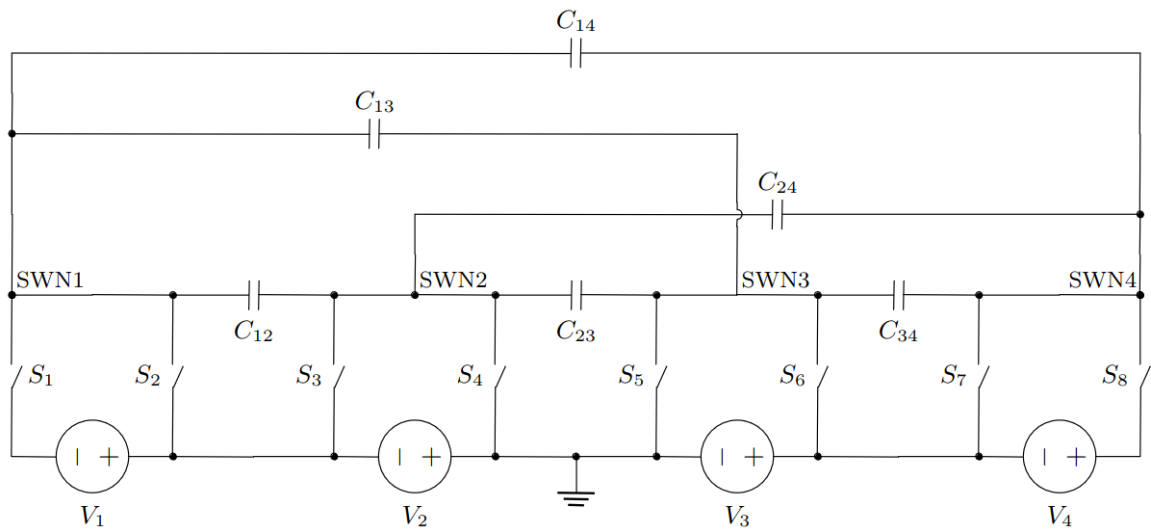 C14
C13
C24
SWN1 SWN2 SWN3 SWN4
C12 C23 C34
S1 S2 S3 S4 S5 S6 S7 S8
− + − + − + − +
V1 V2 V3 V4